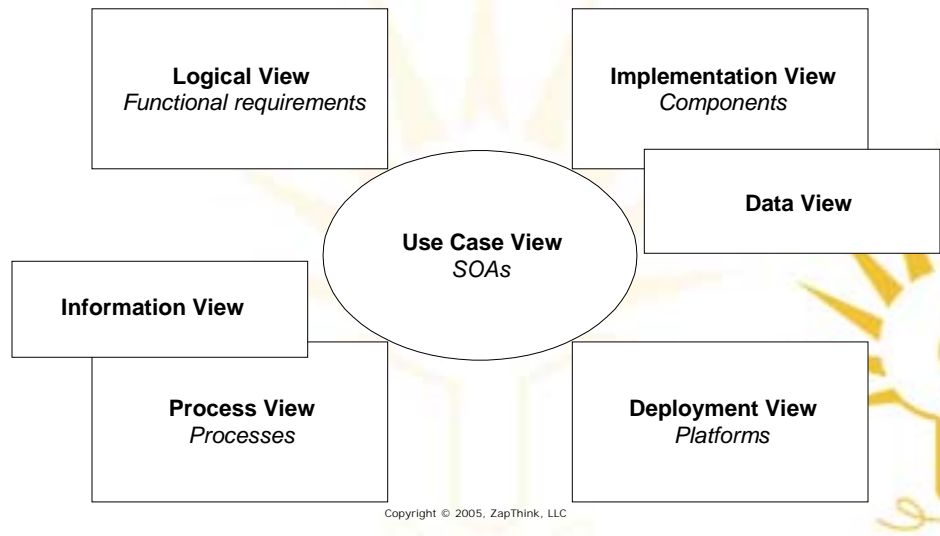 Logical View
Functional requirements
Implementation View
Components
Data View
Use Case View
SOAs
Information View
Process View
Processes
Deployment View
Platforms
Copyright © 2005, ZapThink, LLC